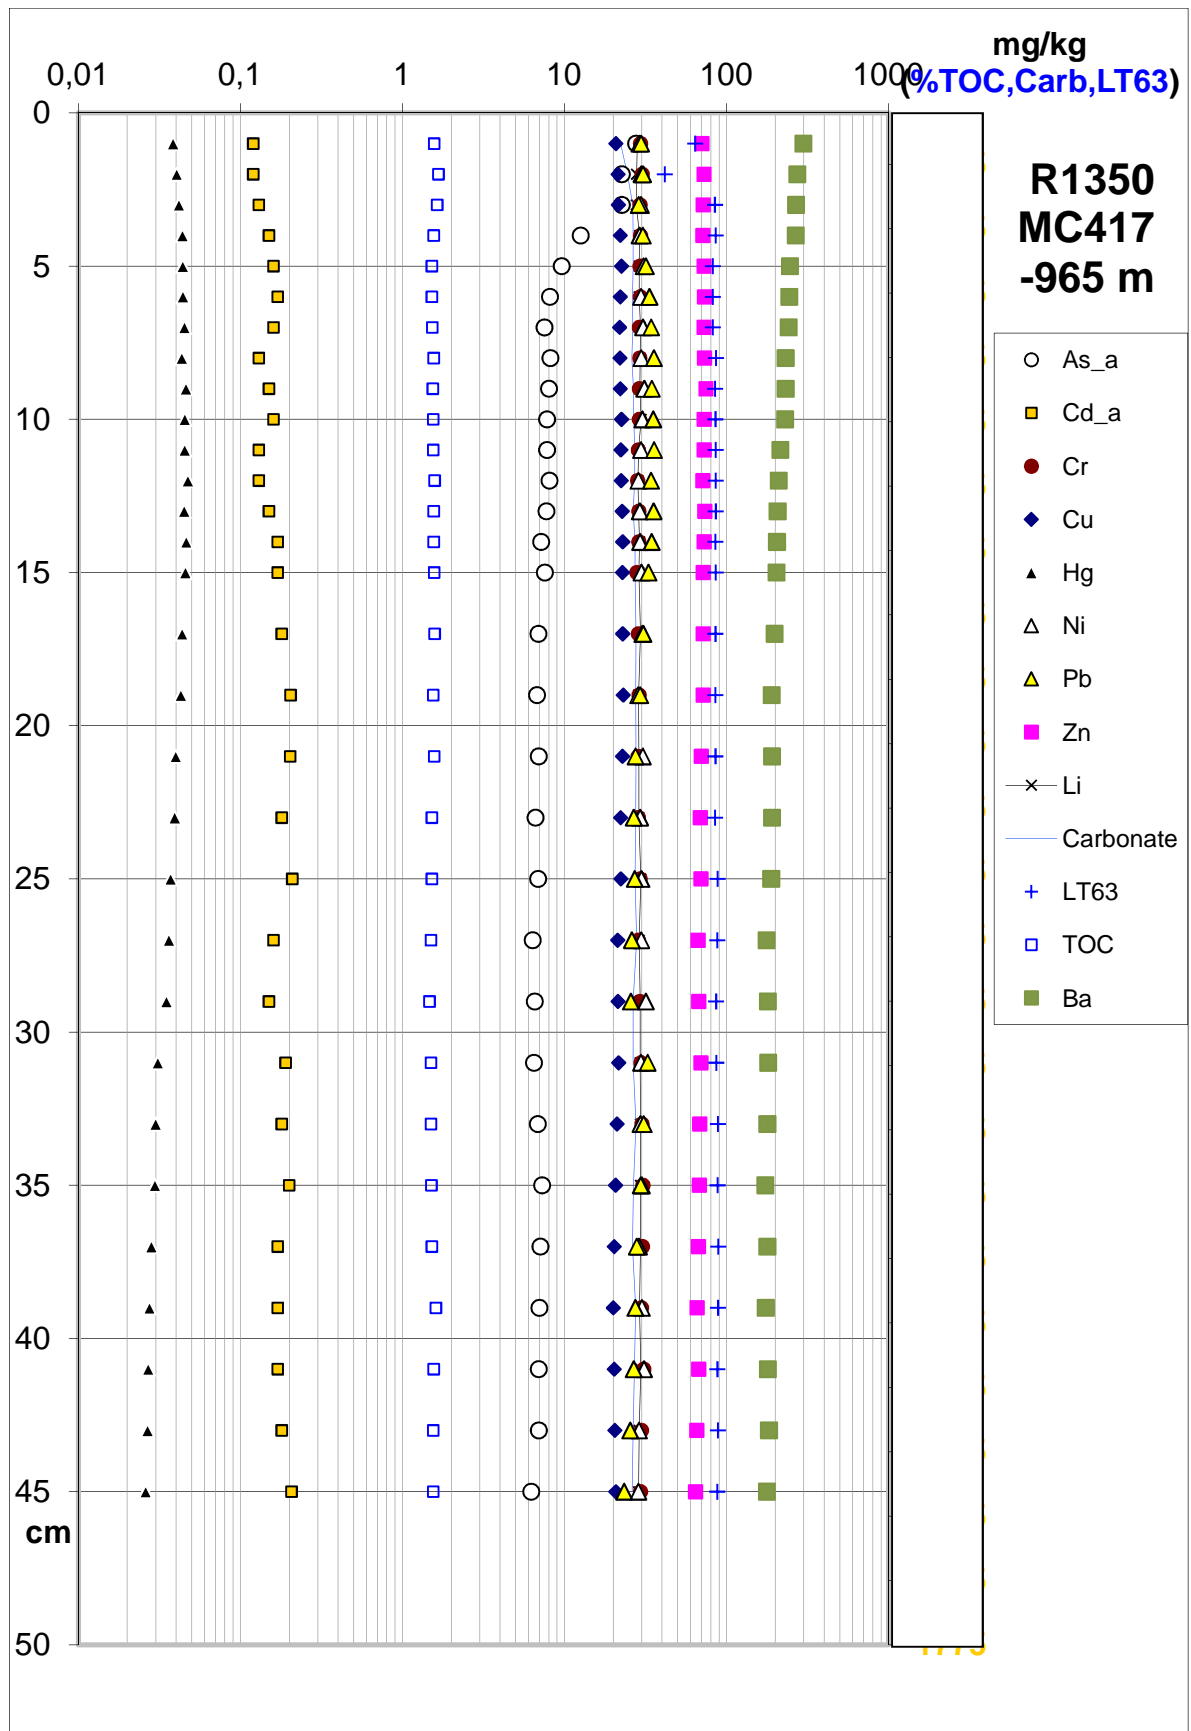 mg/kg
0,01 0,1 1 10 100 1000
(%TOC,Carb,LT63)
0
R1350
MC417
-965 m
5
10
15
20
25
30
35
40
45
cm
50
As_a
Cd_a
Cr
Cu
Hg
Ni
Pb
Zn
Li
Carbonate
LT63
TOC
Ba